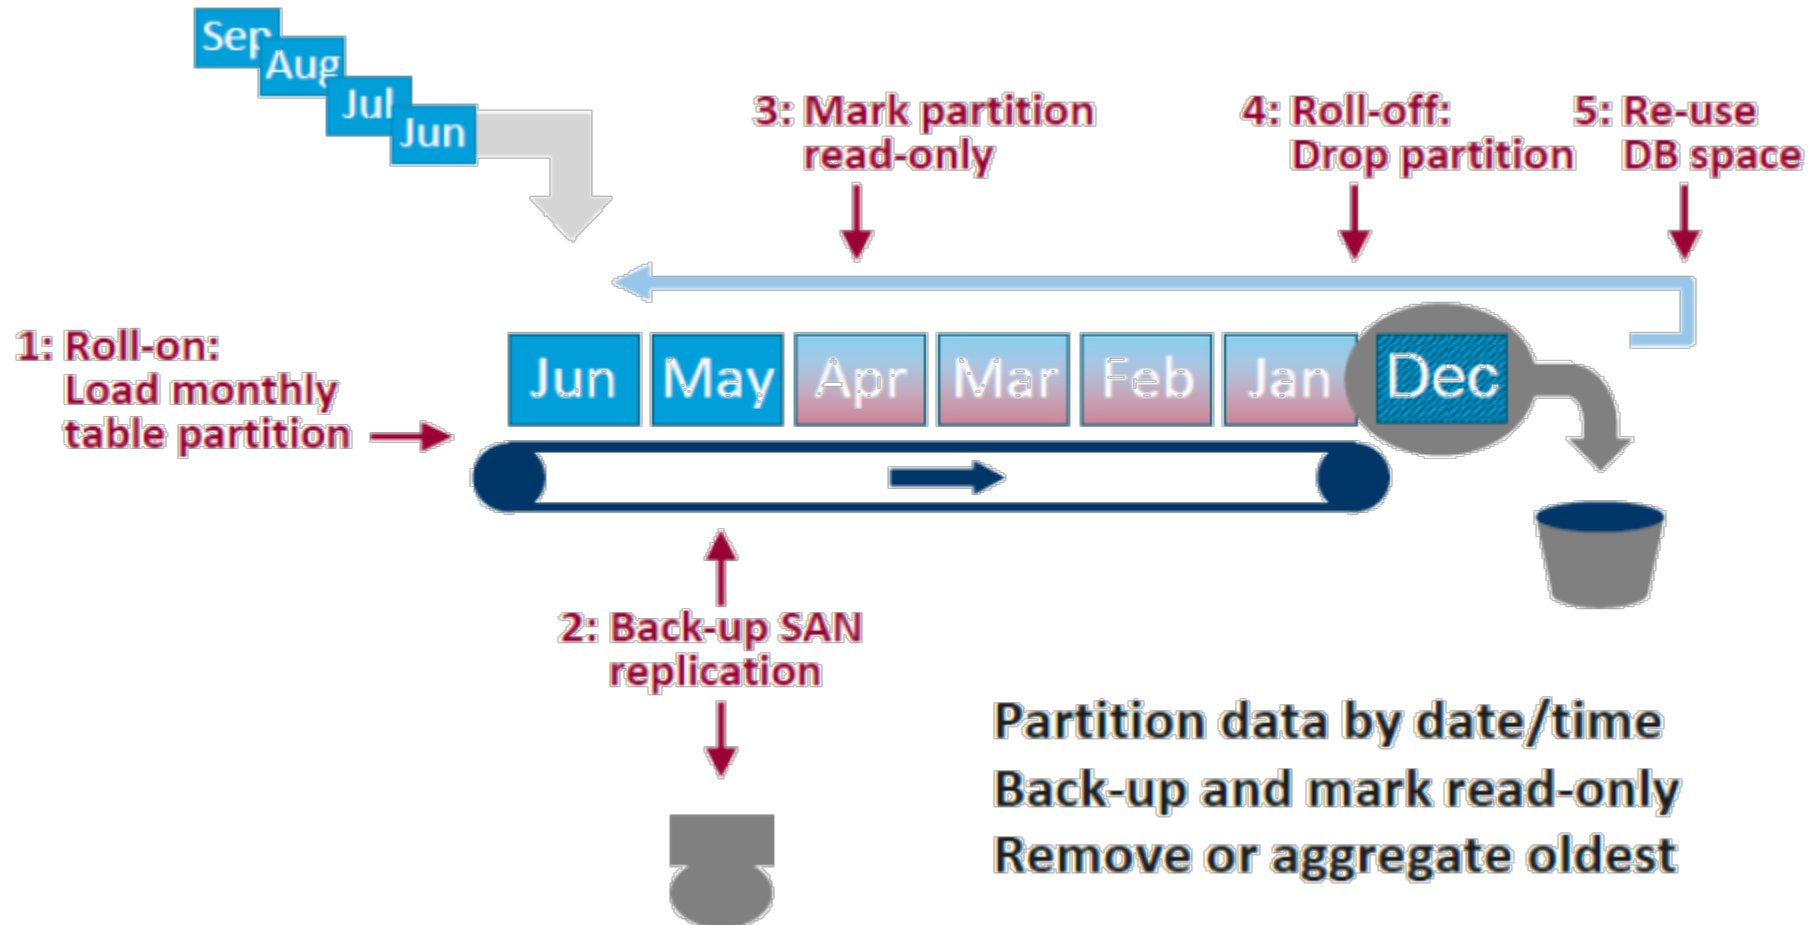 Sep
Aug
Jul
Jun
3: Mark partition
read-only
4: Roll-off:
Drop partition
5: Re-use
DB space
1: Roll-on:
Load monthly
table partition
Jun May Apr Mar Feb Jan Dec
2: Back-up SAN
replication
Partition data by date/time
Back-up and mark read-only
Remove or aggregate oldest